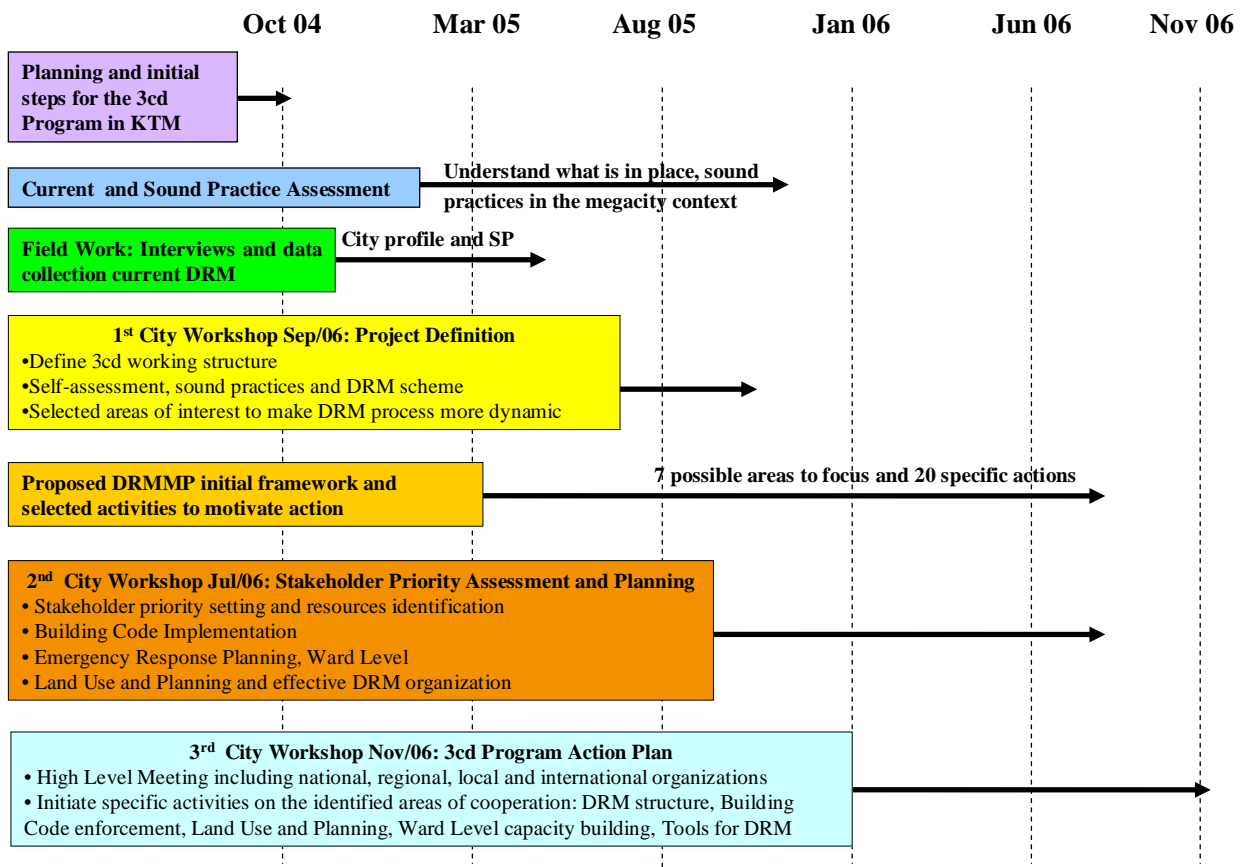 Oct 04 Mar 05 Aug 05 Jan 06 Jun 06 Nov 06
Planning and initial
steps for the 3cd
Program in KTM
Current and Sound Practice Assessment
Understand what is in place, sound
practices in the megacity context
Field Work: Interviews and data
collection current DRM
City profile and SP
1st City Workshop Sep/06: Project Definition
•Define 3cd working structure
•Self-assessment, sound practices and DRM scheme
•Selected areas of interest to make DRM process more dynamic
Proposed DRMMP initial framework and
selected activities to motivate action
7 possible areas to focus and 20 specific actions
2nd City Workshop Jul/06: Stakeholder Priority Assessment and Planning
• Stakeholder priority setting and resources identification
• Building Code Implementation
• Emergency Response Planning, Ward Level
• Land Use and Planning and effective DRM organization
3rd City Workshop Nov/06: 3cd Program Action Plan
• High Level Meeting including national, regional, local and international organizations
• Initiate specific activities on the identified areas of cooperation: DRM structure, Building
Code enforcement, Land Use and Planning, Ward Level capacity building, Tools for DRM